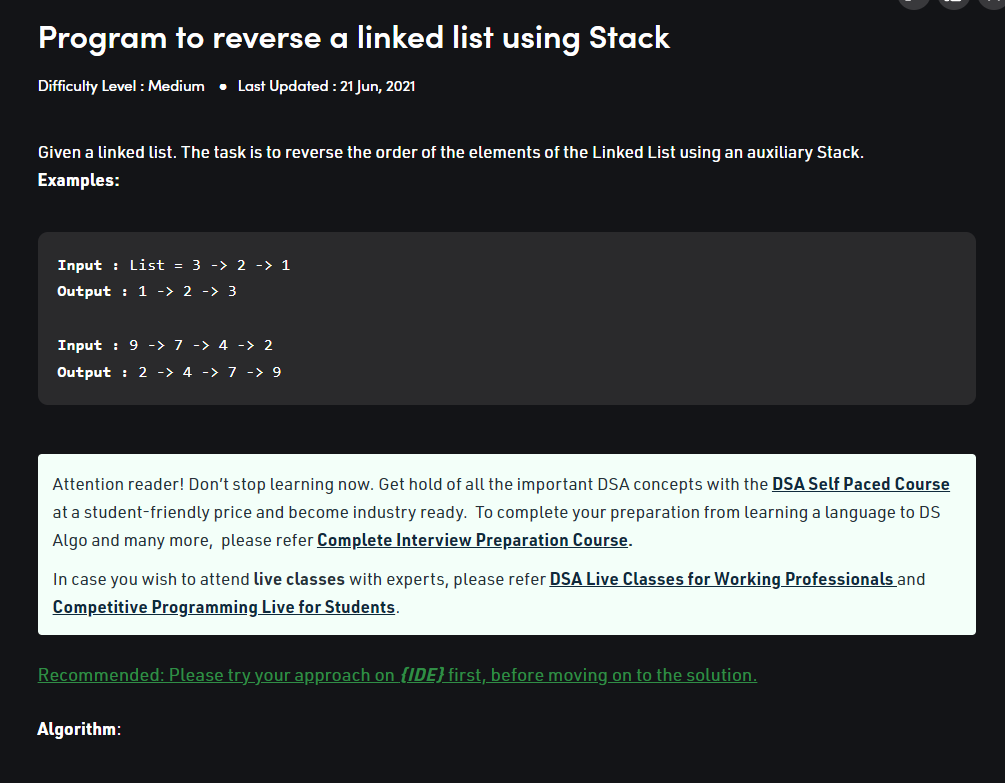 Program to reverse a linked list using Stack
Difficulty Level : Medium ● Last Updated : 21 Jun, 2021
Given a linked list. The task is to reverse the order of the elements of the Linked List using an auxiliary Stack.
Examples:
Input : List = 3 -> 2 -> 1
Output : 1 -> 2 -> 3
Input : 9 -> 7 -> 4 -> 2
Output : 2 -> 4 -> 7 -> 9
Attention reader! Don’t stop learning now. Get hold of all the important DSA concepts with the DSA Self Paced Course
at a student-friendly price and become industry ready.  To complete your preparation from learning a language to DS
Algo and many more,  please refer Complete Interview Preparation Course.
In case you wish to attend live classes with experts, please refer DSA Live Classes for Working Professionals and
Competitive Programming Live for Students.
Recommended: Please try your approach on {IDE} first, before moving on to the solution.
Algorithm: